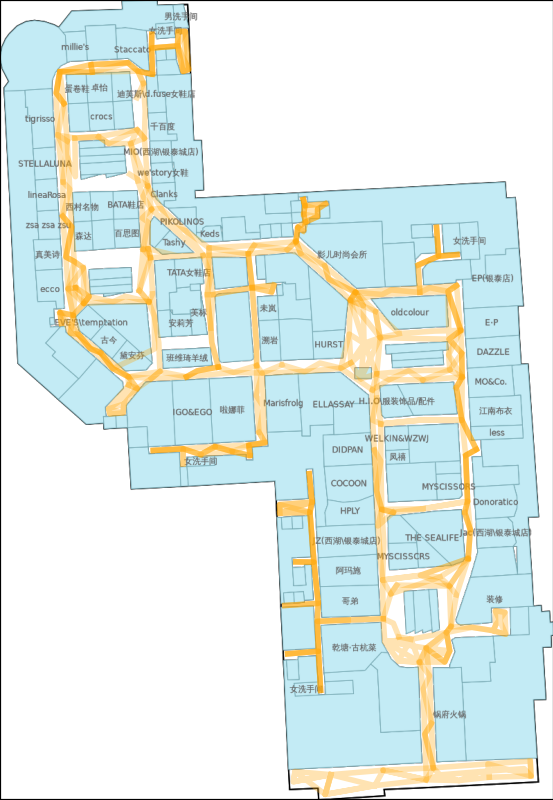 男洗手间
女洗手间
millie's
Staccato
蛋卷鞋
卓怡
迪芙斯\d.fuse女鞋店
tigrisso
crocs
千百度
STELLALUNA
MIO(西湖\银泰城店)
we'story女鞋
lineaRosa
Clanks
西村名物
BATA鞋店
zsa zsa zsu
PIKOLINOS
森达
百思图
Keds
Tashy
女洗手间
真美诗
影儿时尚会所
TATA女鞋店
EP(银泰店)
ecco
未岚
美标
oldcolour
EVE'S\temptation
安莉芳
E·P
古今
溯岩
HURST
黛安芬
班维琦羊绒
DAZZLE
MO&Co.
IGO&EGO
啦娜菲
Marisfrolg
ELLASSAY
H.I.O\服装饰品/配件
江南布衣
less
WELKIN&WZWJ
DIDPAN
凤楠
女洗手间
COCOON
MYSCISSORS
Donoratico
HPLY
Z(西湖\银泰城店)
THE SEALIFE
Jac(西湖\银泰城店)
MYSCISSCRS
阿玛施
哥弟
装修
乾塘·古杭菜
女洗手间
锅府火锅